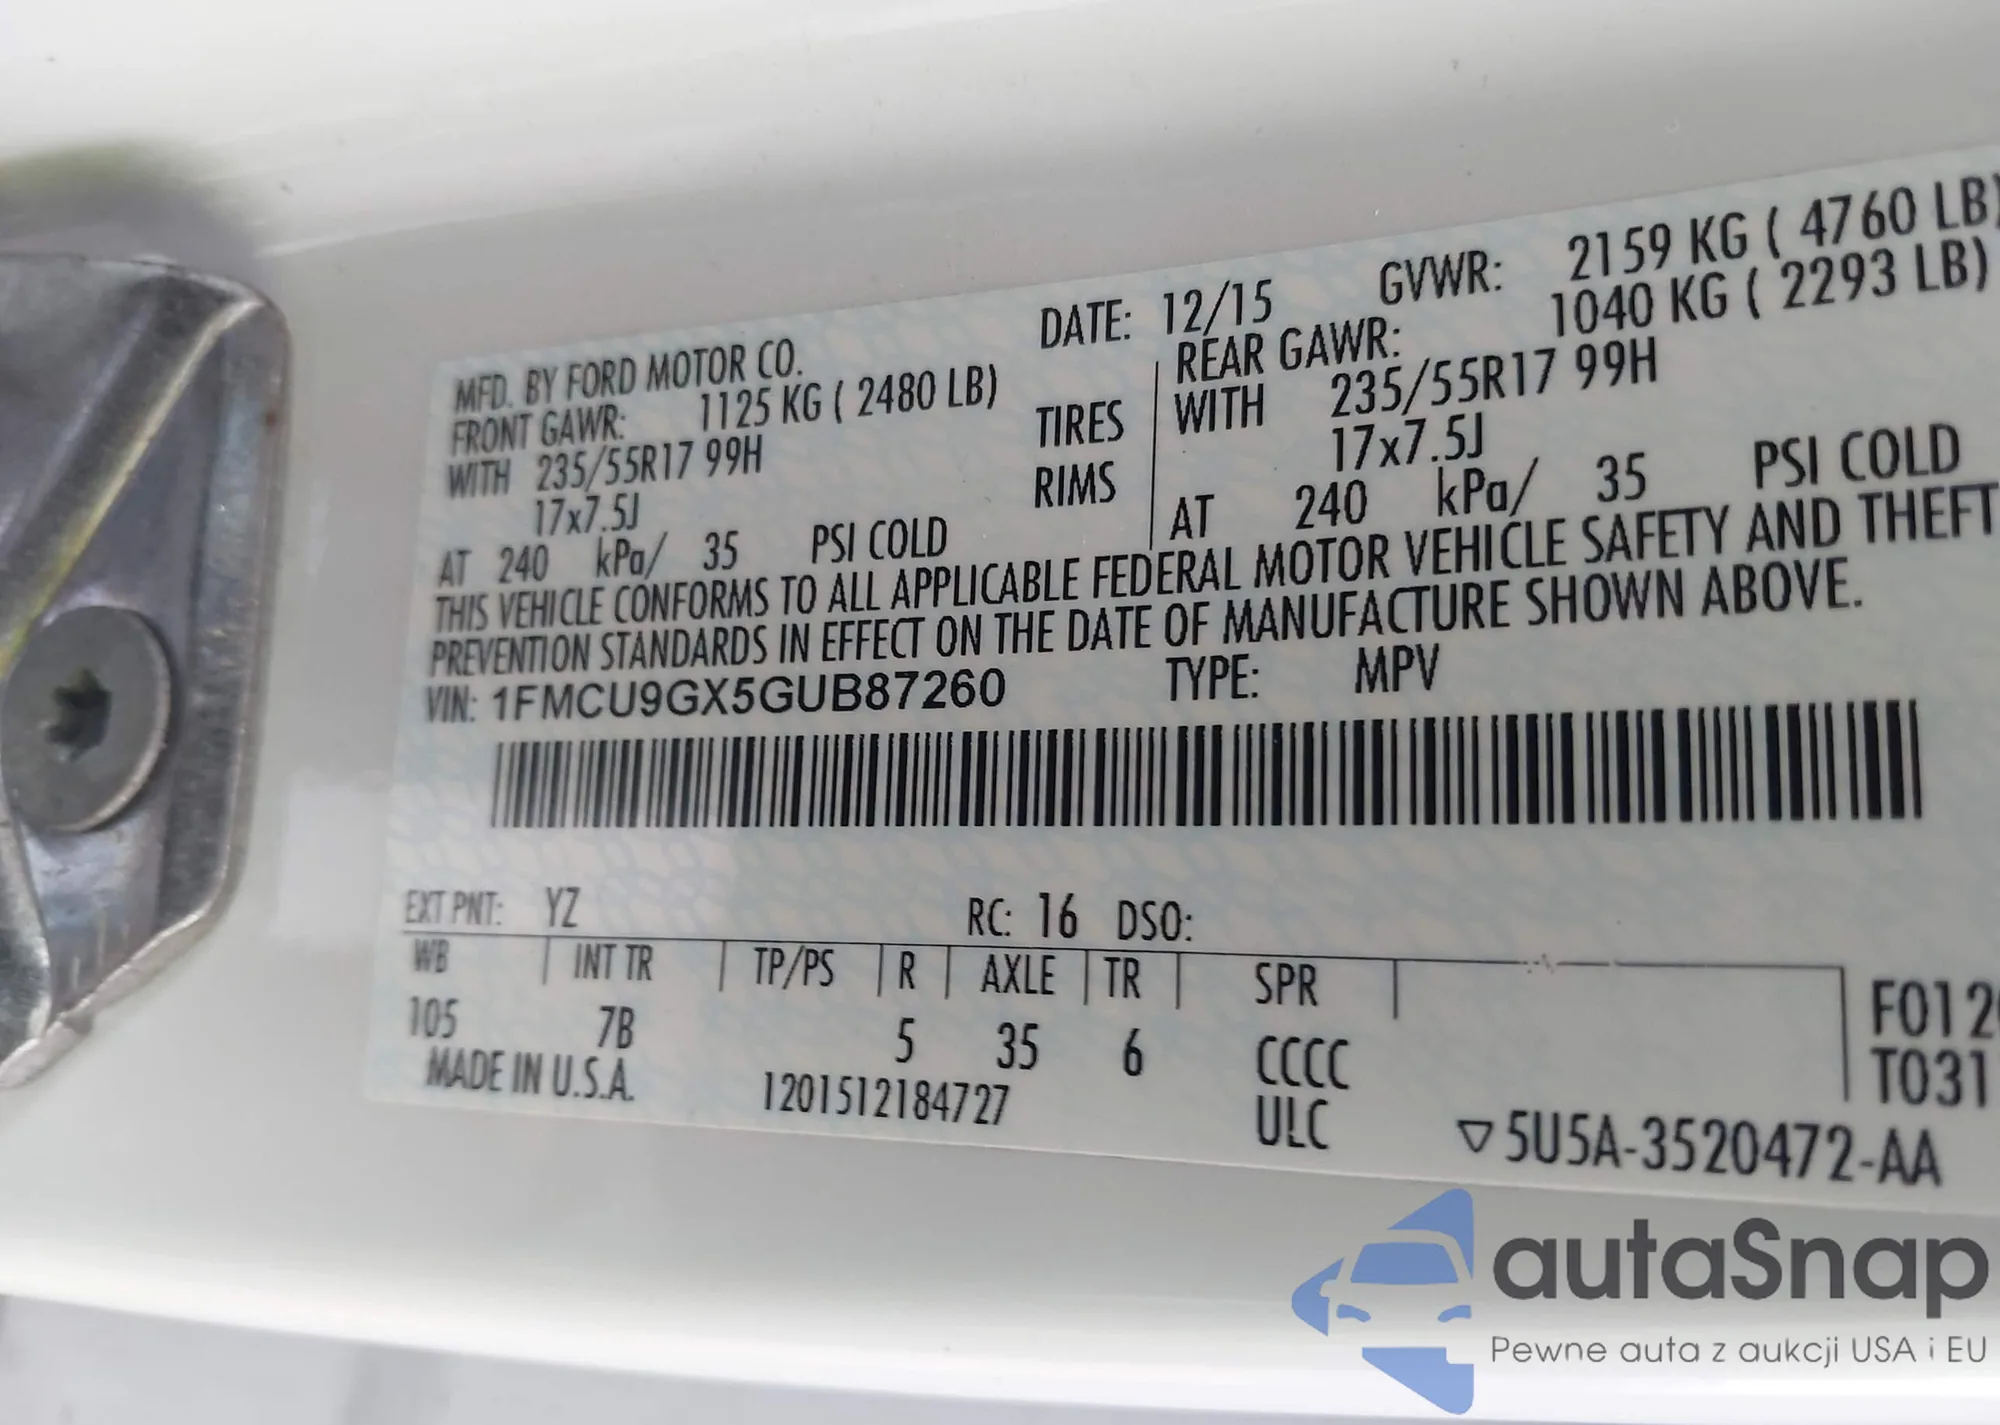 DATE: 12/15 GVWR: 2159 KG ( 4760 LB)
MFD. BY FORD MOTOR CO.
FRONT GAWR: 1125 KG ( 2480 LB) REAR GAWR: 1040 KG ( 2293 LB)
WITH 235/55R17 99H TIRES WITH 235/55R17 99H
17x7.5J RIMS 17x7.5J
AT 240 kPa/ 35 PSI COLD AT 240 kPa/ 35 PSI COLD
THIS VEHICLE CONFORMS TO ALL APPLICABLE FEDERAL MOTOR VEHICLE SAFETY AND THEFT
PREVENTION STANDARDS IN EFFECT ON THE DATE OF MANUFACTURE SHOWN ABOVE.
VIN: 1FMCU9GX5GUB87260 TYPE: MPV
EXT PNT: YZ RC: 16 DSO:
WB INT TR TP/PS R AXLE TR SPR
105 7B 5 35 6 CCCC
ULC
F012
T031
MADE IN U.S.A. 1201512184727
▽5U5A-3520472-AA
autaSnap
Pewne auta z aukcji USA i EU